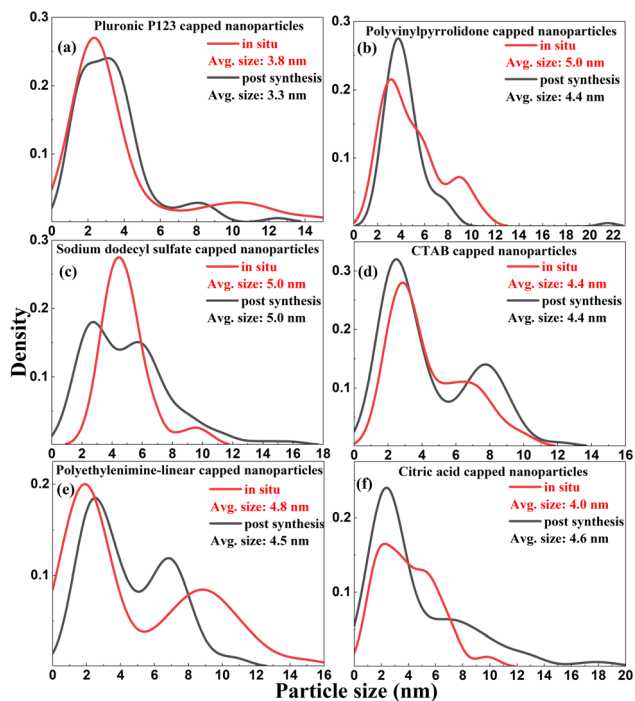 Pluronic P123 capped nanoparticles
(a)
in situ
Avg. size: 3.8 nm
post synthesis
Avg. size: 3.3 nm
0.3
0.2
0.1
0 2 4 6 8 10 12 14
Polyvinylpyrrolidone capped nanoparticles
(b)
in situ
Avg. size: 5.0 nm
post synthesis
Avg. size: 4.4 nm
0.3
0.2
0.1
0 2 4 6 8 10 12 14 16 18 20 22
Sodium dodecyl sulfate capped nanoparticles
(c)
in situ
Avg. size: 5.0 nm
post synthesis
Avg. size: 5.0 nm
0.3
0.2
0.1
0 2 4 6 8 10 12 14 16 18
CTAB capped nanoparticles
(d)
in situ
Avg. size: 4.4 nm
post synthesis
Avg. size: 4.4 nm
0.3
0.2
0.1
0 2 4 6 8 10 12 14 16
Density
Polyethylenimine-linear capped nanoparticles
(e)
in situ
Avg. size: 4.8 nm
post synthesis
Avg. size: 4.5 nm
0.2
0.1
0 2 4 6 8 10 12 14 16
Citric acid capped nanoparticles
(f)
in situ
Avg. size: 4.0 nm
post synthesis
Avg. size: 4.6 nm
0.2
0.1
0 2 4 6 8 10 12 14 16 18 20
Particle size (nm)